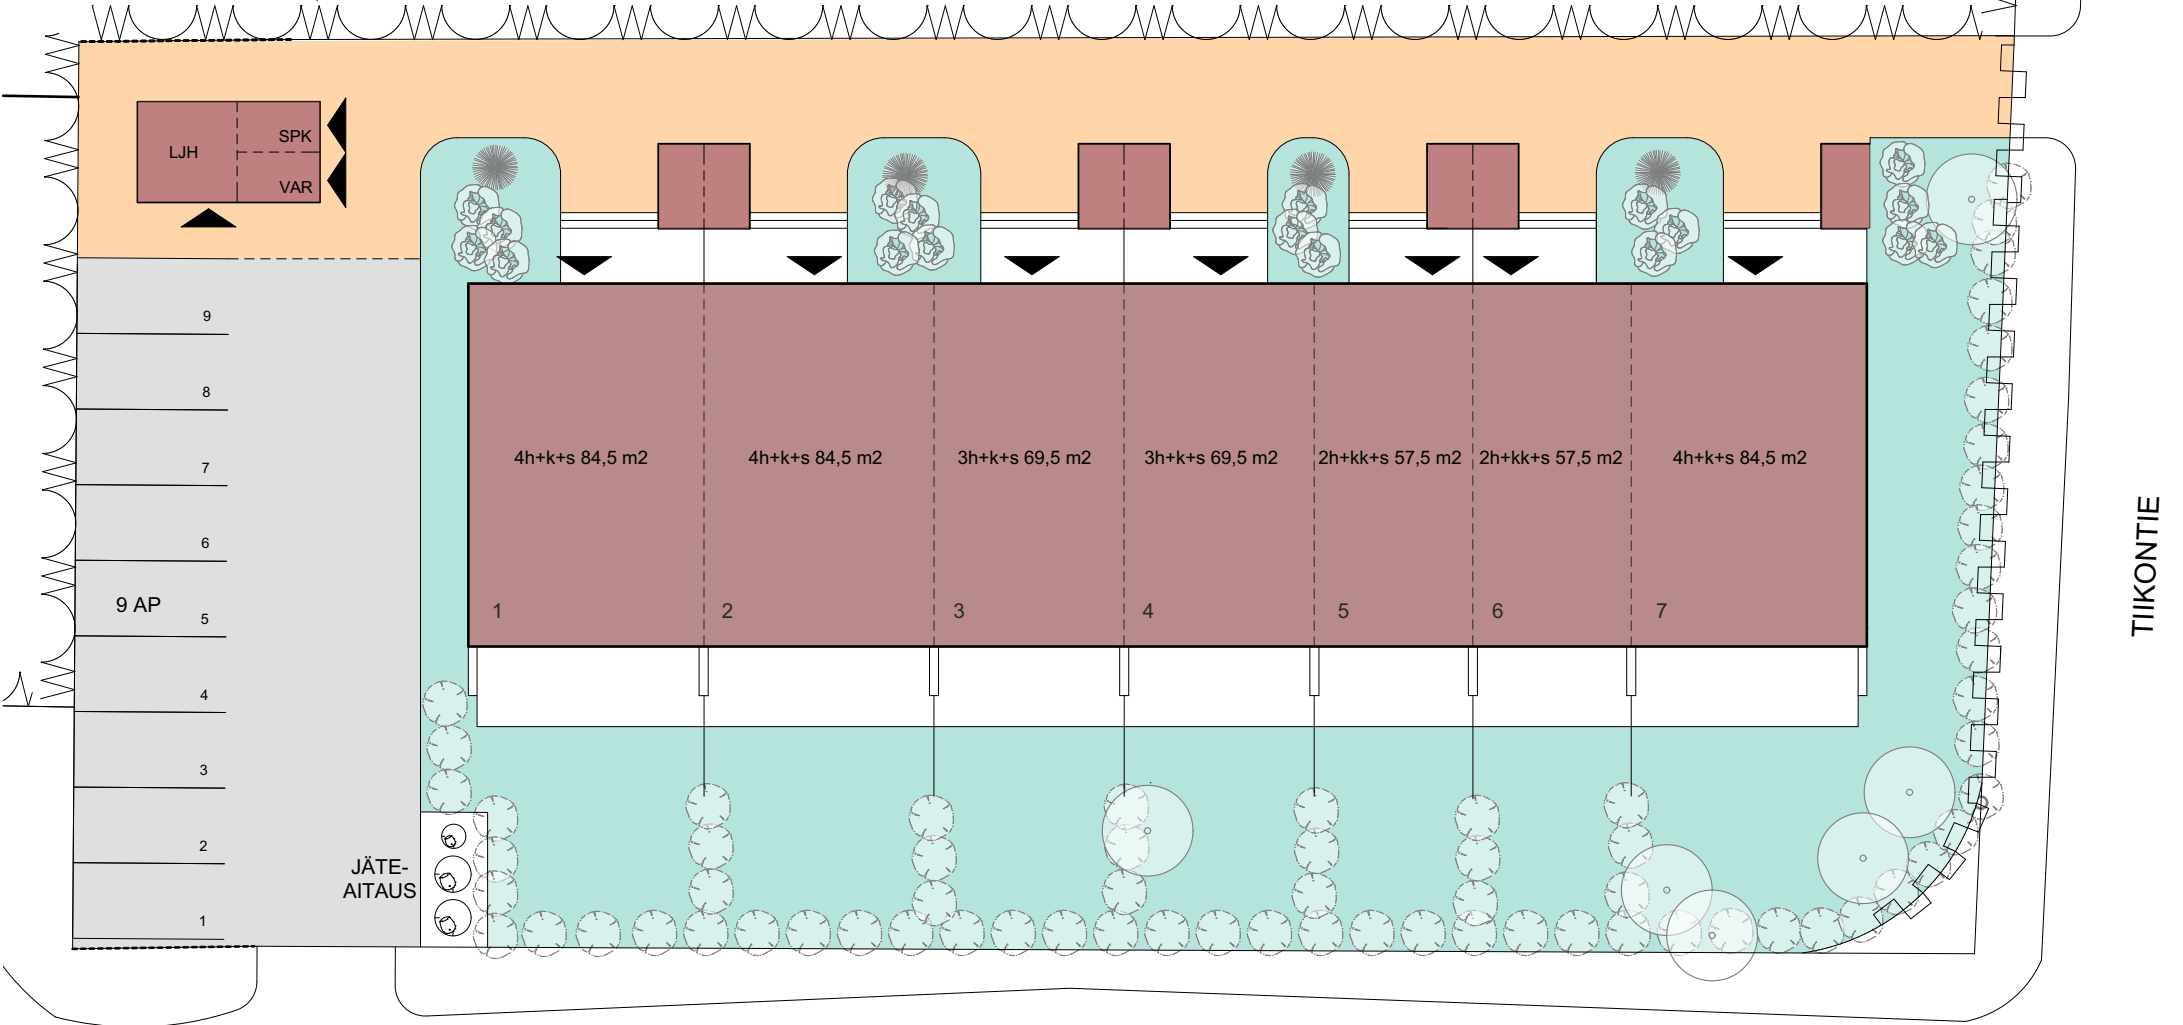 LJH
SPK
VAR
9
8
7
6
9 AP
5
4
3
2
1
JÄTE-
AITAUS
4h+k+s 84,5 m2
4h+k+s 84,5 m2
3h+k+s 69,5 m2
3h+k+s 69,5 m2
2h+kk+s 57,5 m2
2h+kk+s 57,5 m2
4h+k+s 84,5 m2
1
2
3
4
5
6
7
TIIKONTIE